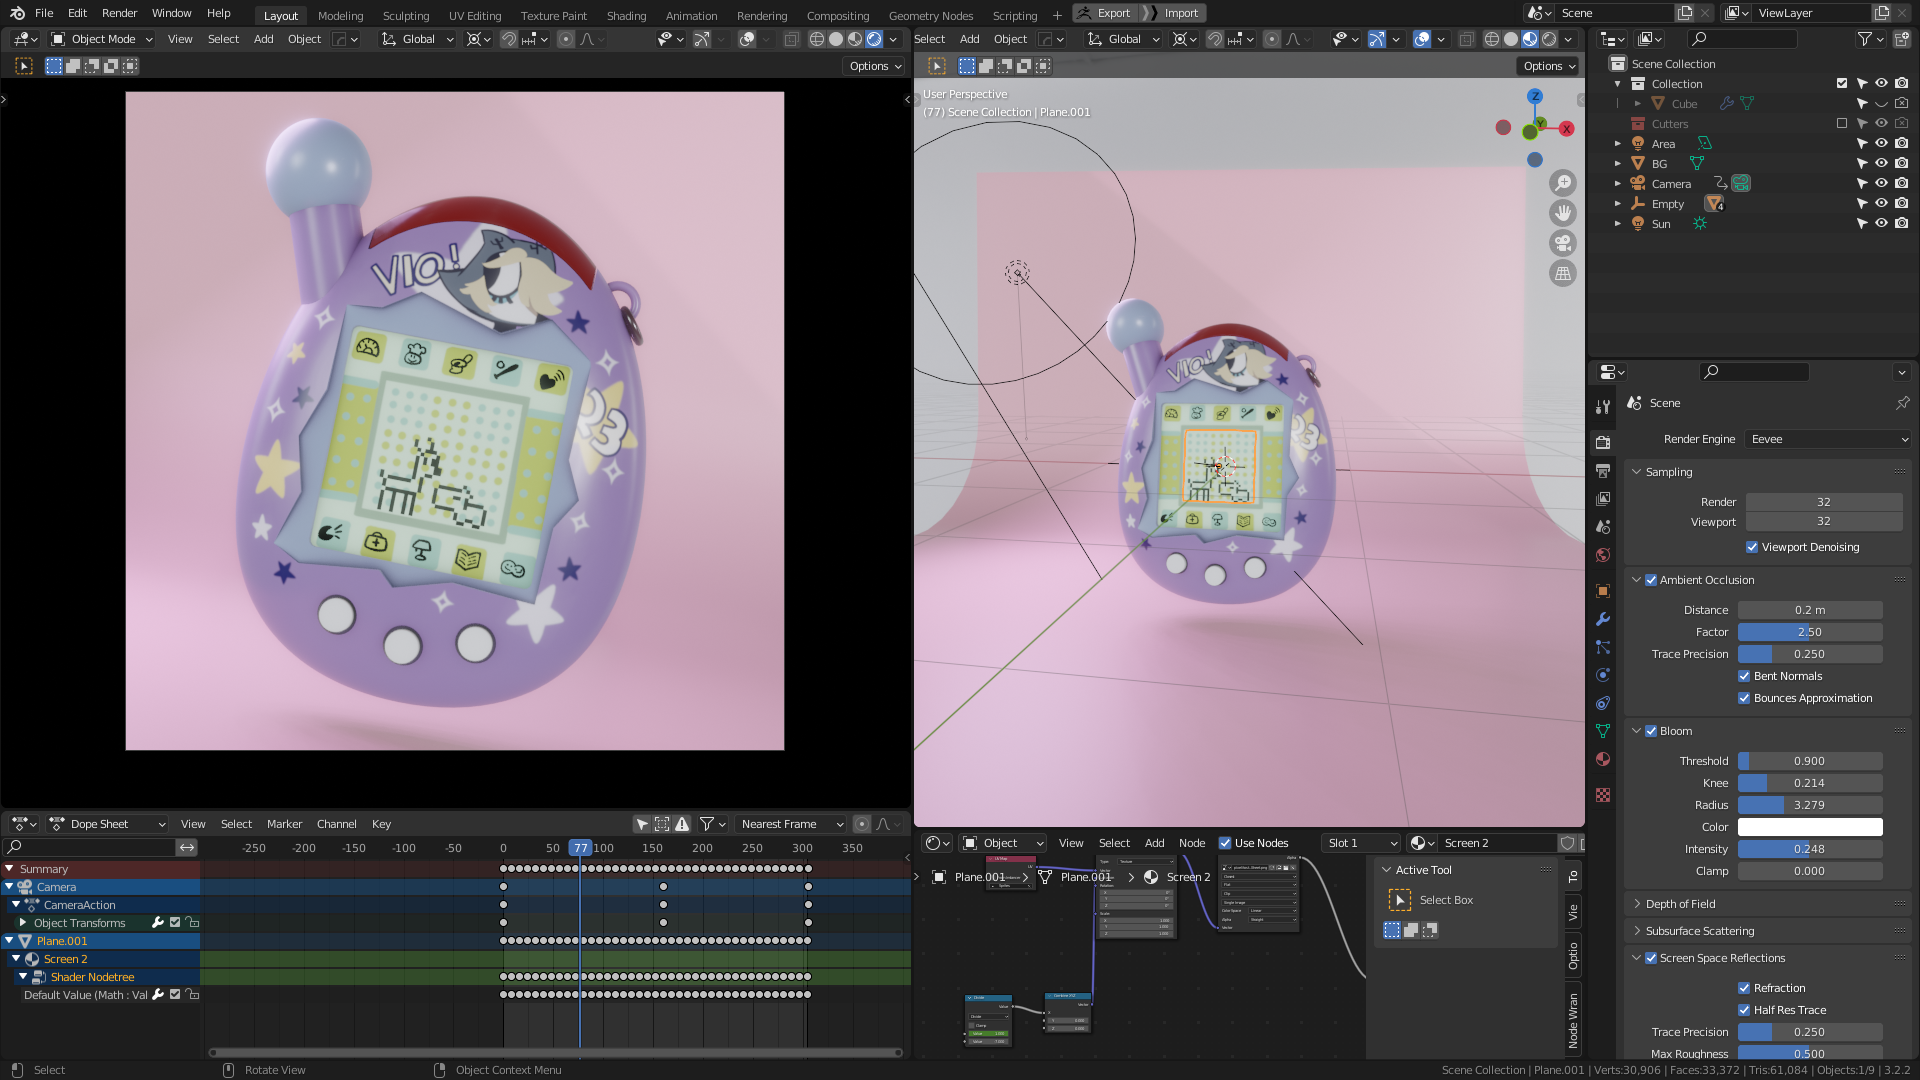 File Edit Render Window Help Layout Modeling Sculpting UV Editing Texture Paint Shading Animation Rendering Compositing Geometry Nodes Scripting + Export Import Scene ViewLayer
Object Mode View Select Add Object Global
Options
VIO!
23
Select Add Object Global
Options
User Perspective
(77) Scene Collection | Plane.001
Z
Y
X
VIO!
23
Scene Collection
Collection
Cube
Cutters
Area
BG
Camera
Empty 4
Sun
Scene
Render Engine Eevee
Sampling
Render 32
Viewport 32
Viewport Denoising
Ambient Occlusion
Distance 0.2 m
Factor 2.50
Trace Precision 0.250
Bent Normals
Bounces Approximation
Bloom
Threshold 0.900
Knee 0.214
Radius 3.279
Color
Intensity 0.248
Clamp 0.000
Depth of Field
Subsurface Scattering
Screen Space Reflections
Refraction
Half Res Trace
Trace Precision 0.250
Max Roughness 0.500
Dope Sheet View Select Marker Channel Key Nearest Frame
-250 -200 -150 -100 -50 0 77 100 150 200 250 300 350
Summary
Camera
CameraAction
Object Transforms
Plane.001
Screen 2
Shader Nodetree
Default Value (Math : Val
Object View Select Add Node Use Nodes Slot 1 Screen 2
Plane.001 Plane.001 Screen 2
Active Tool
Select Box
To
Vie
Optio
Node Wran
Select Rotate View Object Context Menu
Scene Collection | Plane.001 | Verts:30,906 | Faces:33,372 | Tris:61,084 | Objects:1/9 | 3.2.2